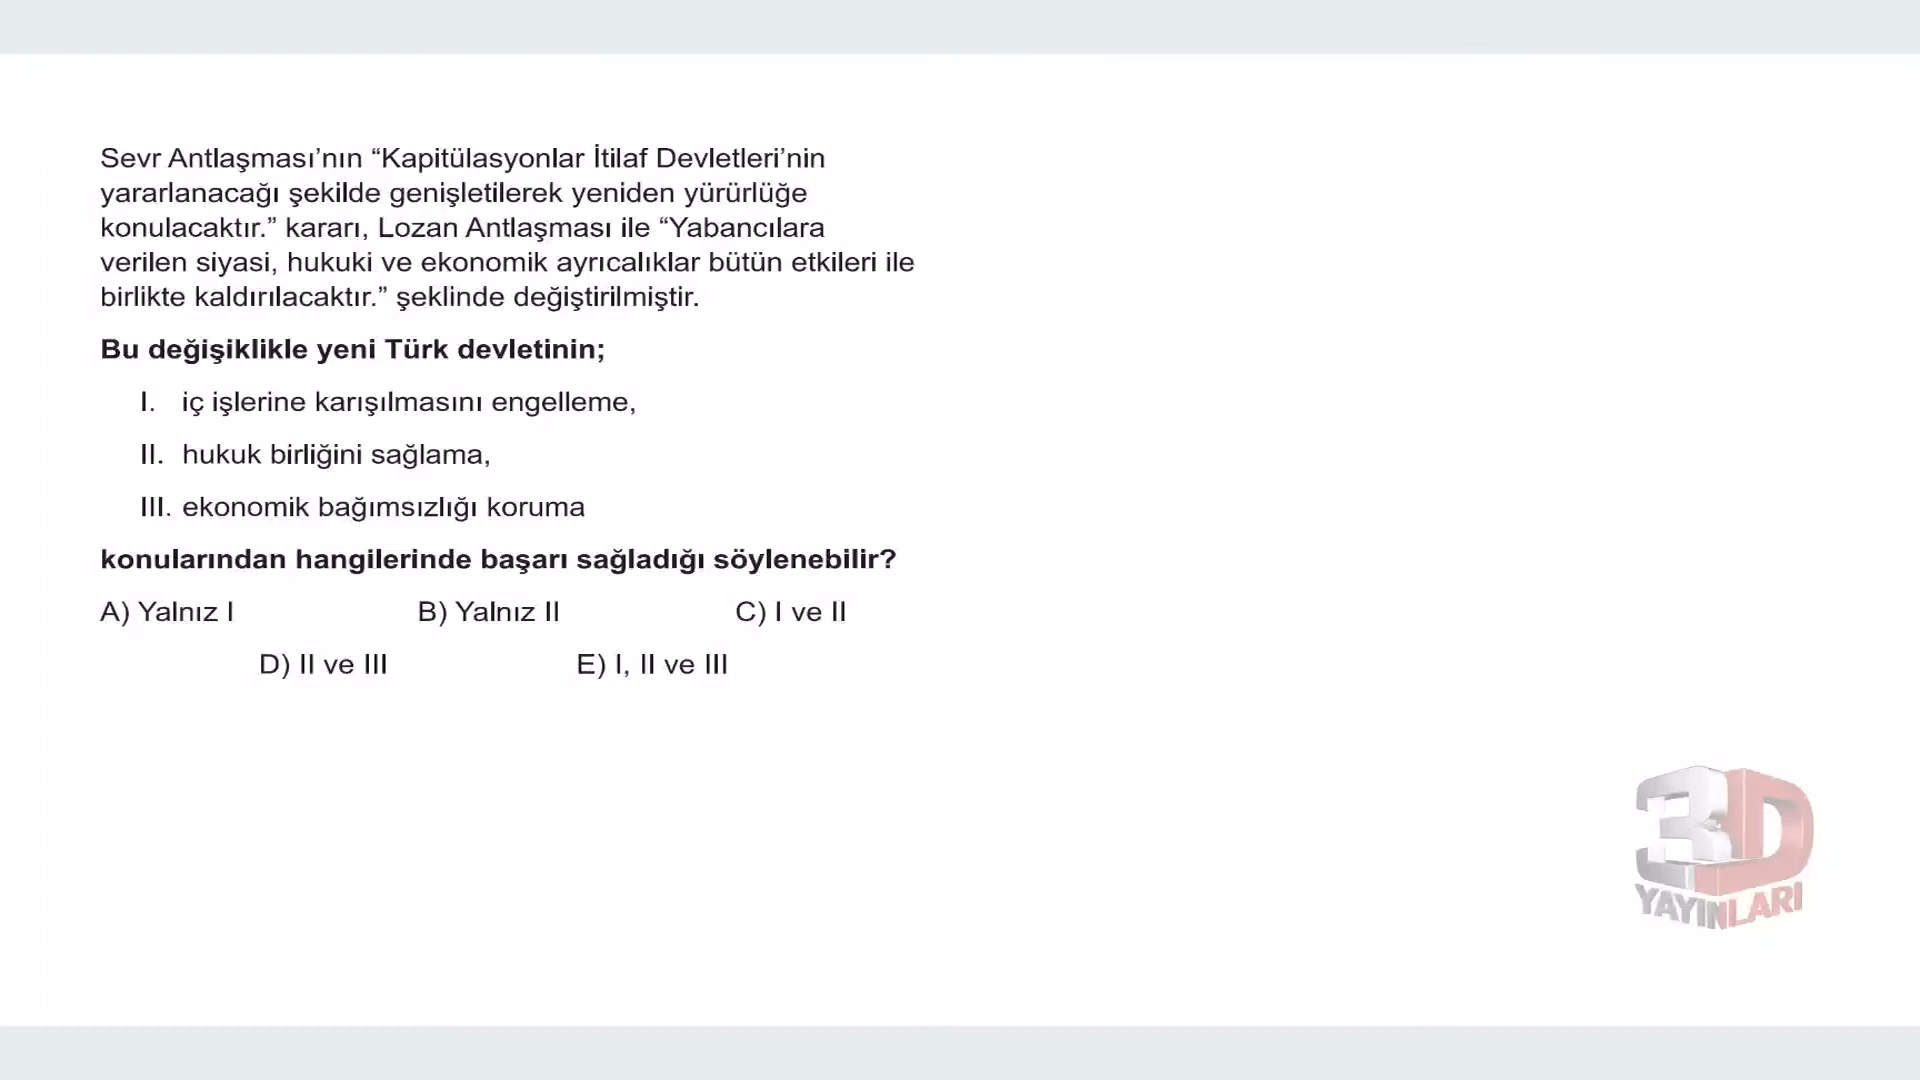 Sevr Antlaşması’nın “Kapitülasyonlar İtilaf Devletleri’nin
yararlanacağı şekilde genişletilerek yeniden yürürlüğe
konulacaktır.” kararı, Lozan Antlaşması ile “Yabancılara
verilen siyasi, hukuki ve ekonomik ayrıcalıklar bütün etkileri ile
birlikte kaldırılacaktır.” şeklinde değiştirilmiştir.
Bu değişiklikle yeni Türk devletinin;
I. iç işlerine karışılmasını engelleme,
II. hukuk birliğini sağlama,
III. ekonomik bağımsızlığı koruma
konularından hangilerinde başarı sağladığı söylenebilir?
A) Yalnız I B) Yalnız II C) I ve II
D) II ve III E) I, II ve III
3D
YAYINLARI